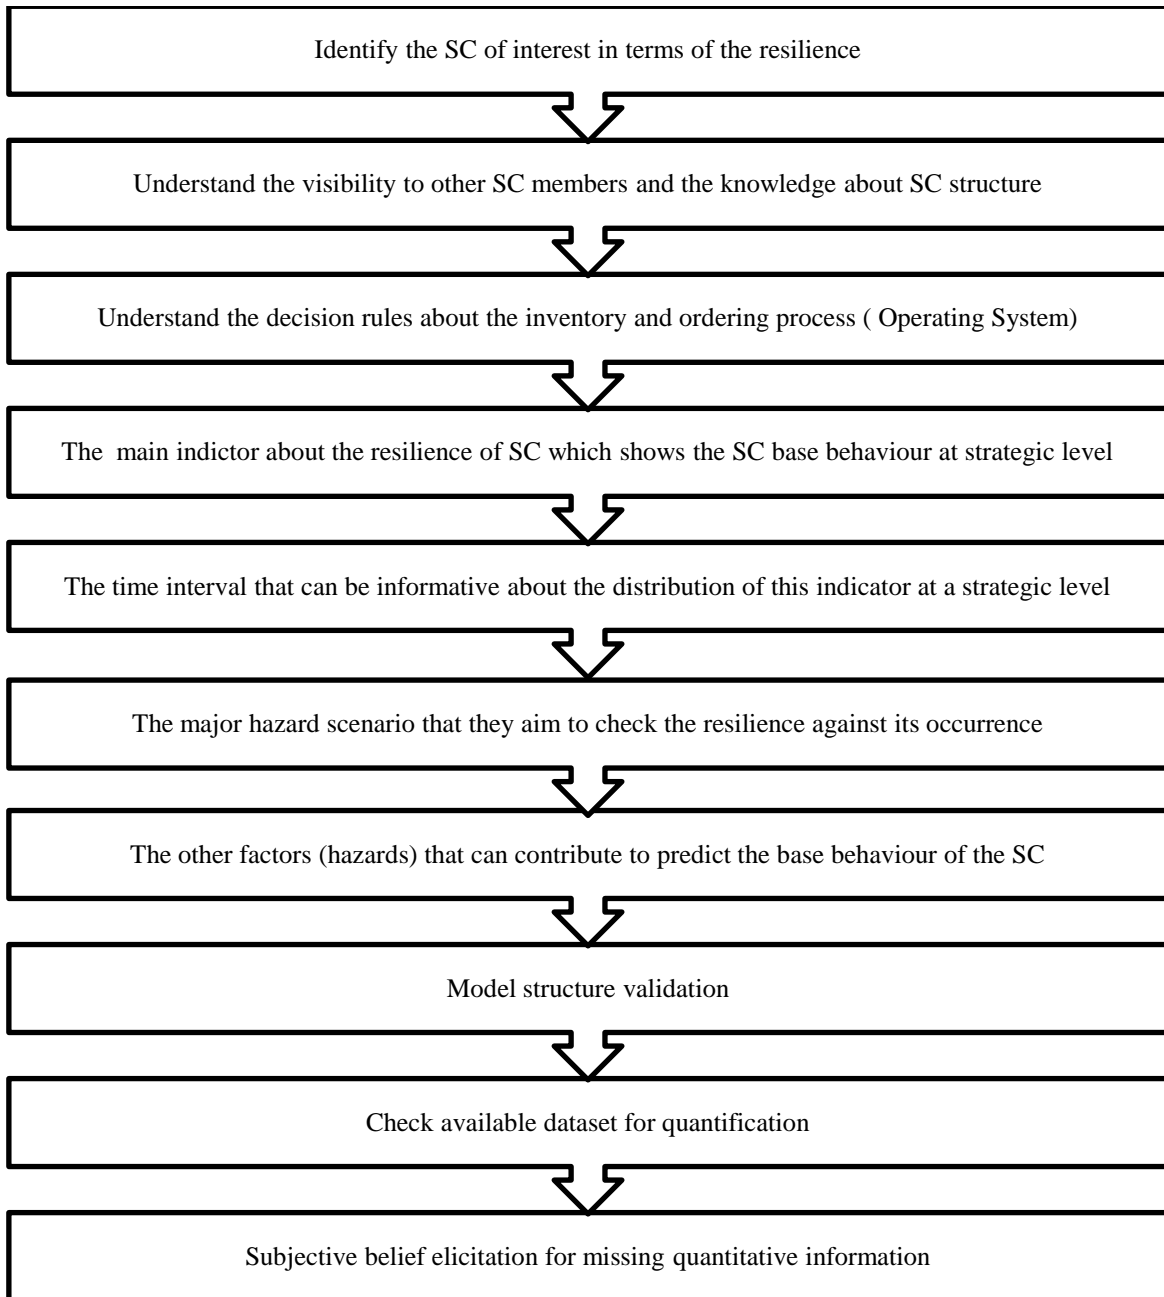 Identify the SC of interest in terms of the resilience
Understand the visibility to other SC members and the knowledge about SC structure
Understand the decision rules about the inventory and ordering process ( Operating System)
The main indictor about the resilience of SC which shows the SC base behaviour at strategic level
The time interval that can be informative about the distribution of this indicator at a strategic level
The major hazard scenario that they aim to check the resilience against its occurrence
The other factors (hazards) that can contribute to predict the base behaviour of the SC
Model structure validation
Check available dataset for quantification
Subjective belief elicitation for missing quantitative information